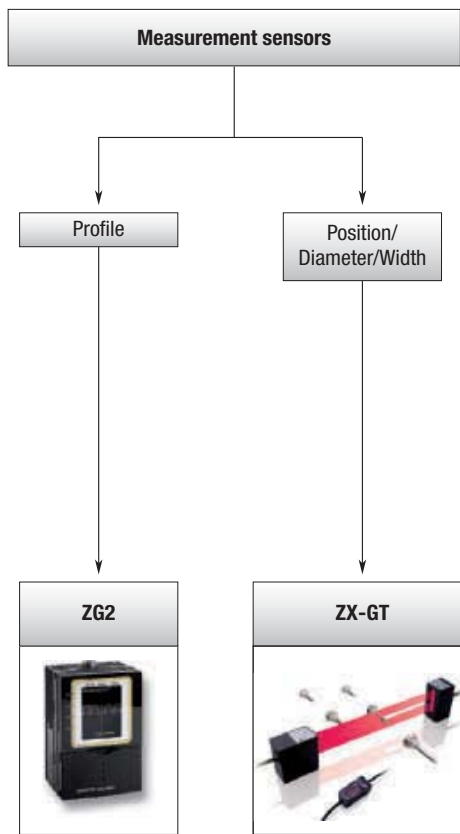 Measurement sensors
Profile
Position/
Diameter/Width
ZG2
ZX-GT